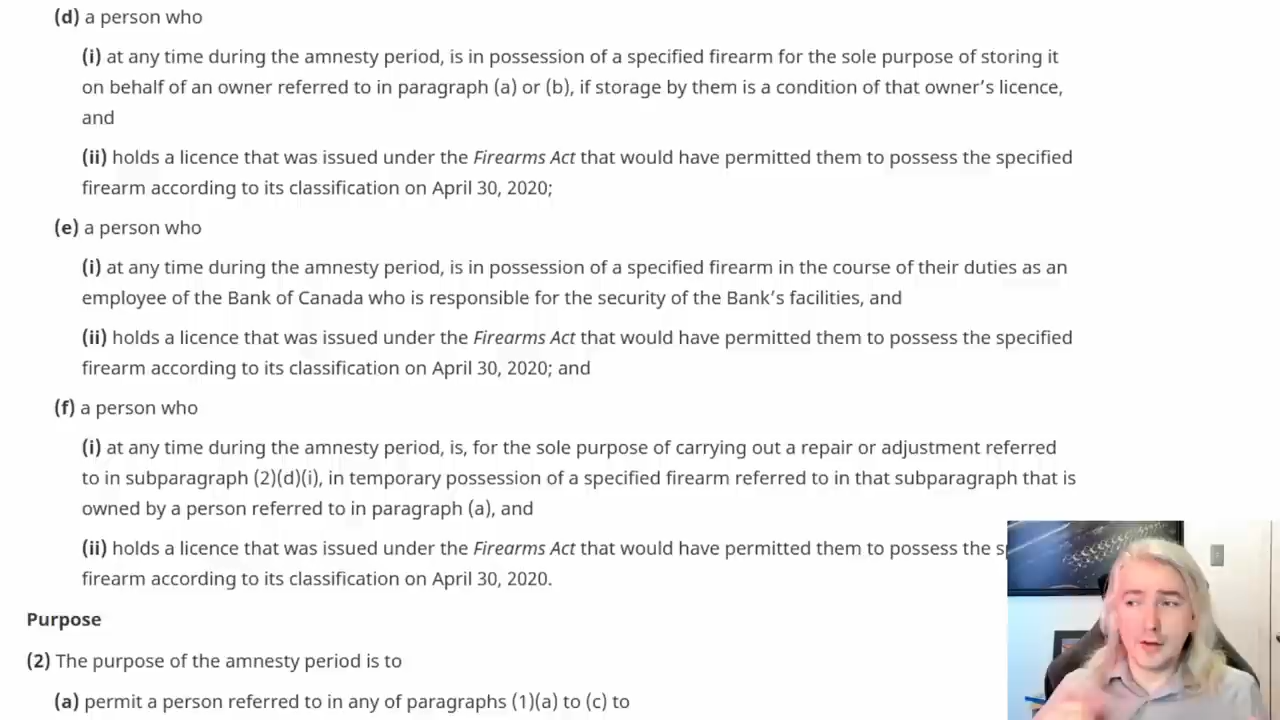 (d) a person who
(i) at any time during the amnesty period, is in possession of a specified firearm for the sole purpose of storing it
on behalf of an owner referred to in paragraph (a) or (b), if storage by them is a condition of that owner’s licence,
and
(ii) holds a licence that was issued under the Firearms Act that would have permitted them to possess the specified
firearm according to its classification on April 30, 2020;
(e) a person who
(i) at any time during the amnesty period, is in possession of a specified firearm in the course of their duties as an
employee of the Bank of Canada who is responsible for the security of the Bank’s facilities, and
(ii) holds a licence that was issued under the Firearms Act that would have permitted them to possess the specified
firearm according to its classification on April 30, 2020; and
(f) a person who
(i) at any time during the amnesty period, is, for the sole purpose of carrying out a repair or adjustment referred
to in subparagraph (2)(d)(i), in temporary possession of a specified firearm referred to in that subparagraph that is
owned by a person referred to in paragraph (a), and
(ii) holds a licence that was issued under the Firearms Act that would have permitted them to possess the
firearm according to its classification on April 30, 2020.
Purpose
(2) The purpose of the amnesty period is to
(a) permit a person referred to in any of paragraphs (1)(a) to (c) to